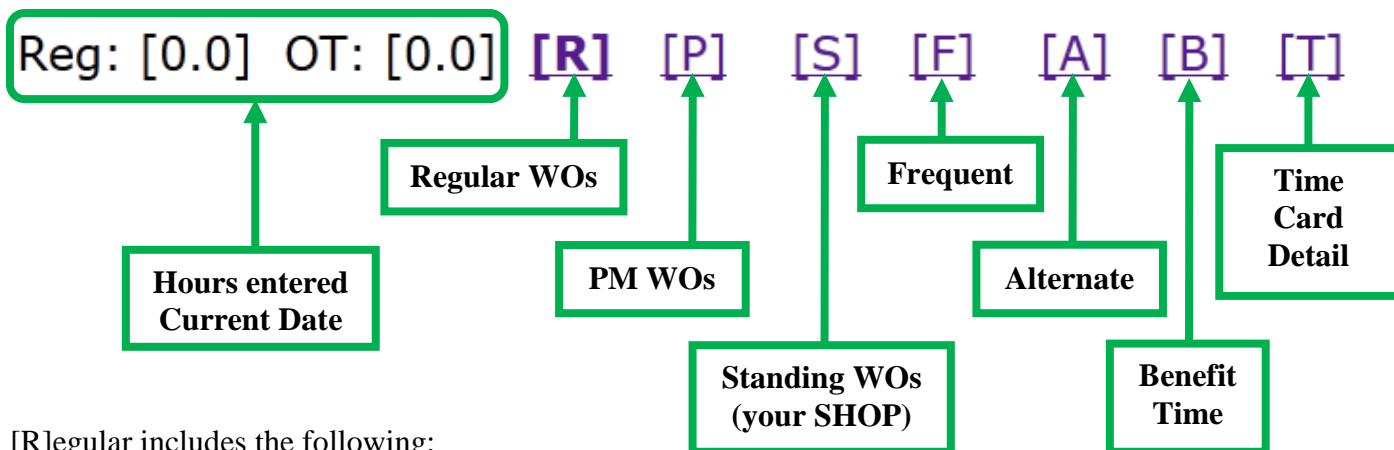 Reg: [0.0] OT: [0.0] [R] [P] [S] [F] [A] [B] [T]
Regular WOs
Frequent
Time
Card
Detail
Hours entered
Current Date
PM WOs
Alternate
Standing WOs
(your SHOP)
Benefit
Time
[R]egular includes the following: